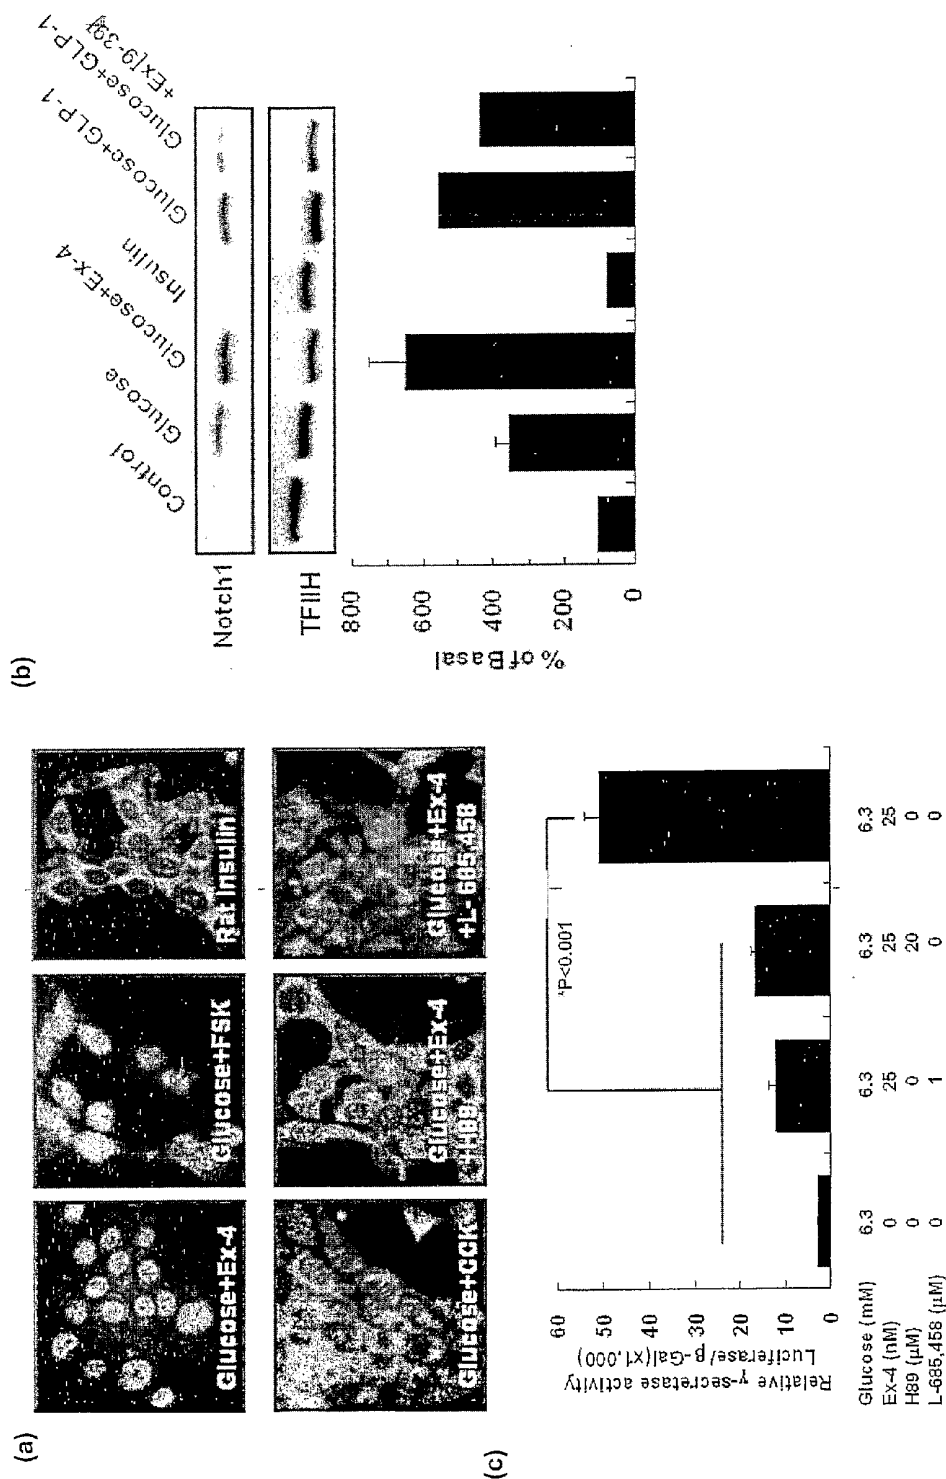 (a)
Glucose+Ex-4
Glucose+FSK
Rat Insulin
Glucose+CCK
Glucose+Ex-4
+H89
Glucose+Ex-4
+L-685,458
(b)
Control
Glucose
Glucose+Ex-4
Insulin
Glucose+GLP-1
Glucose+GLP-1
+Ex[9-39]
Notch1
TFIIH
% of Basal
800
600
400
200
0
(c)
Relative γ-secretase activity
Luciferase/β-Gal(x1,000)
60
50
40
30
20
10
0
*P<0.001
Glucose (mM) 6.3 6.3 6.3 6.3
Ex-4 (nM) 0 25 25 25
H89 (μM) 0 0 20 0
L-685,458 (μM) 0 1 0 0